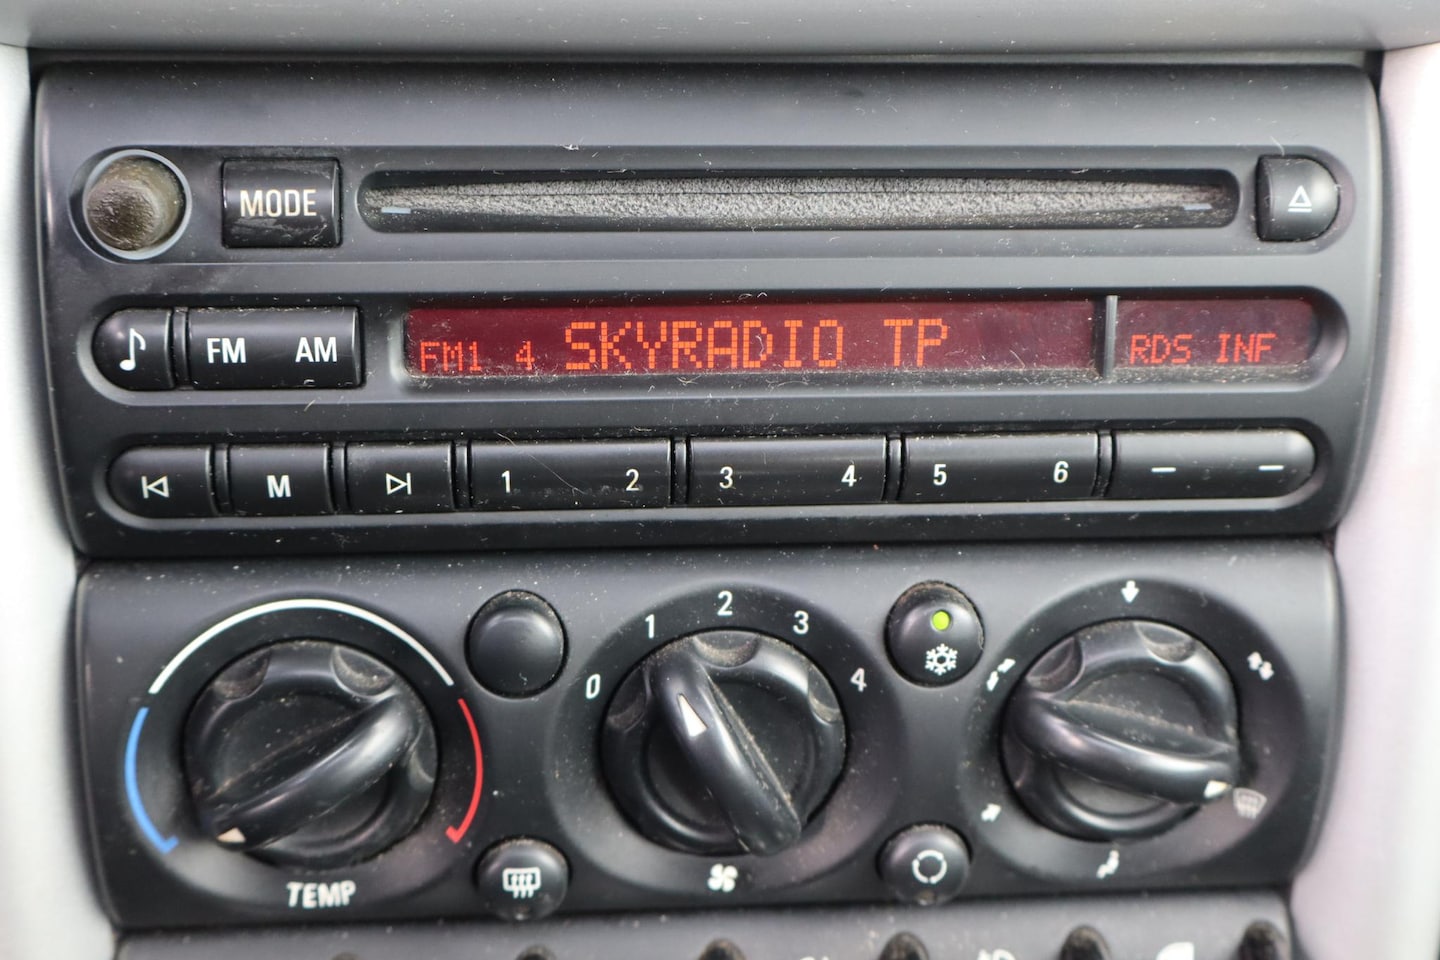 MODE
FM AM
FM1 4 SKYRADIO TP RDS INF
M 1 2 3 4 5 6
0 1 2 3 4
TEMP